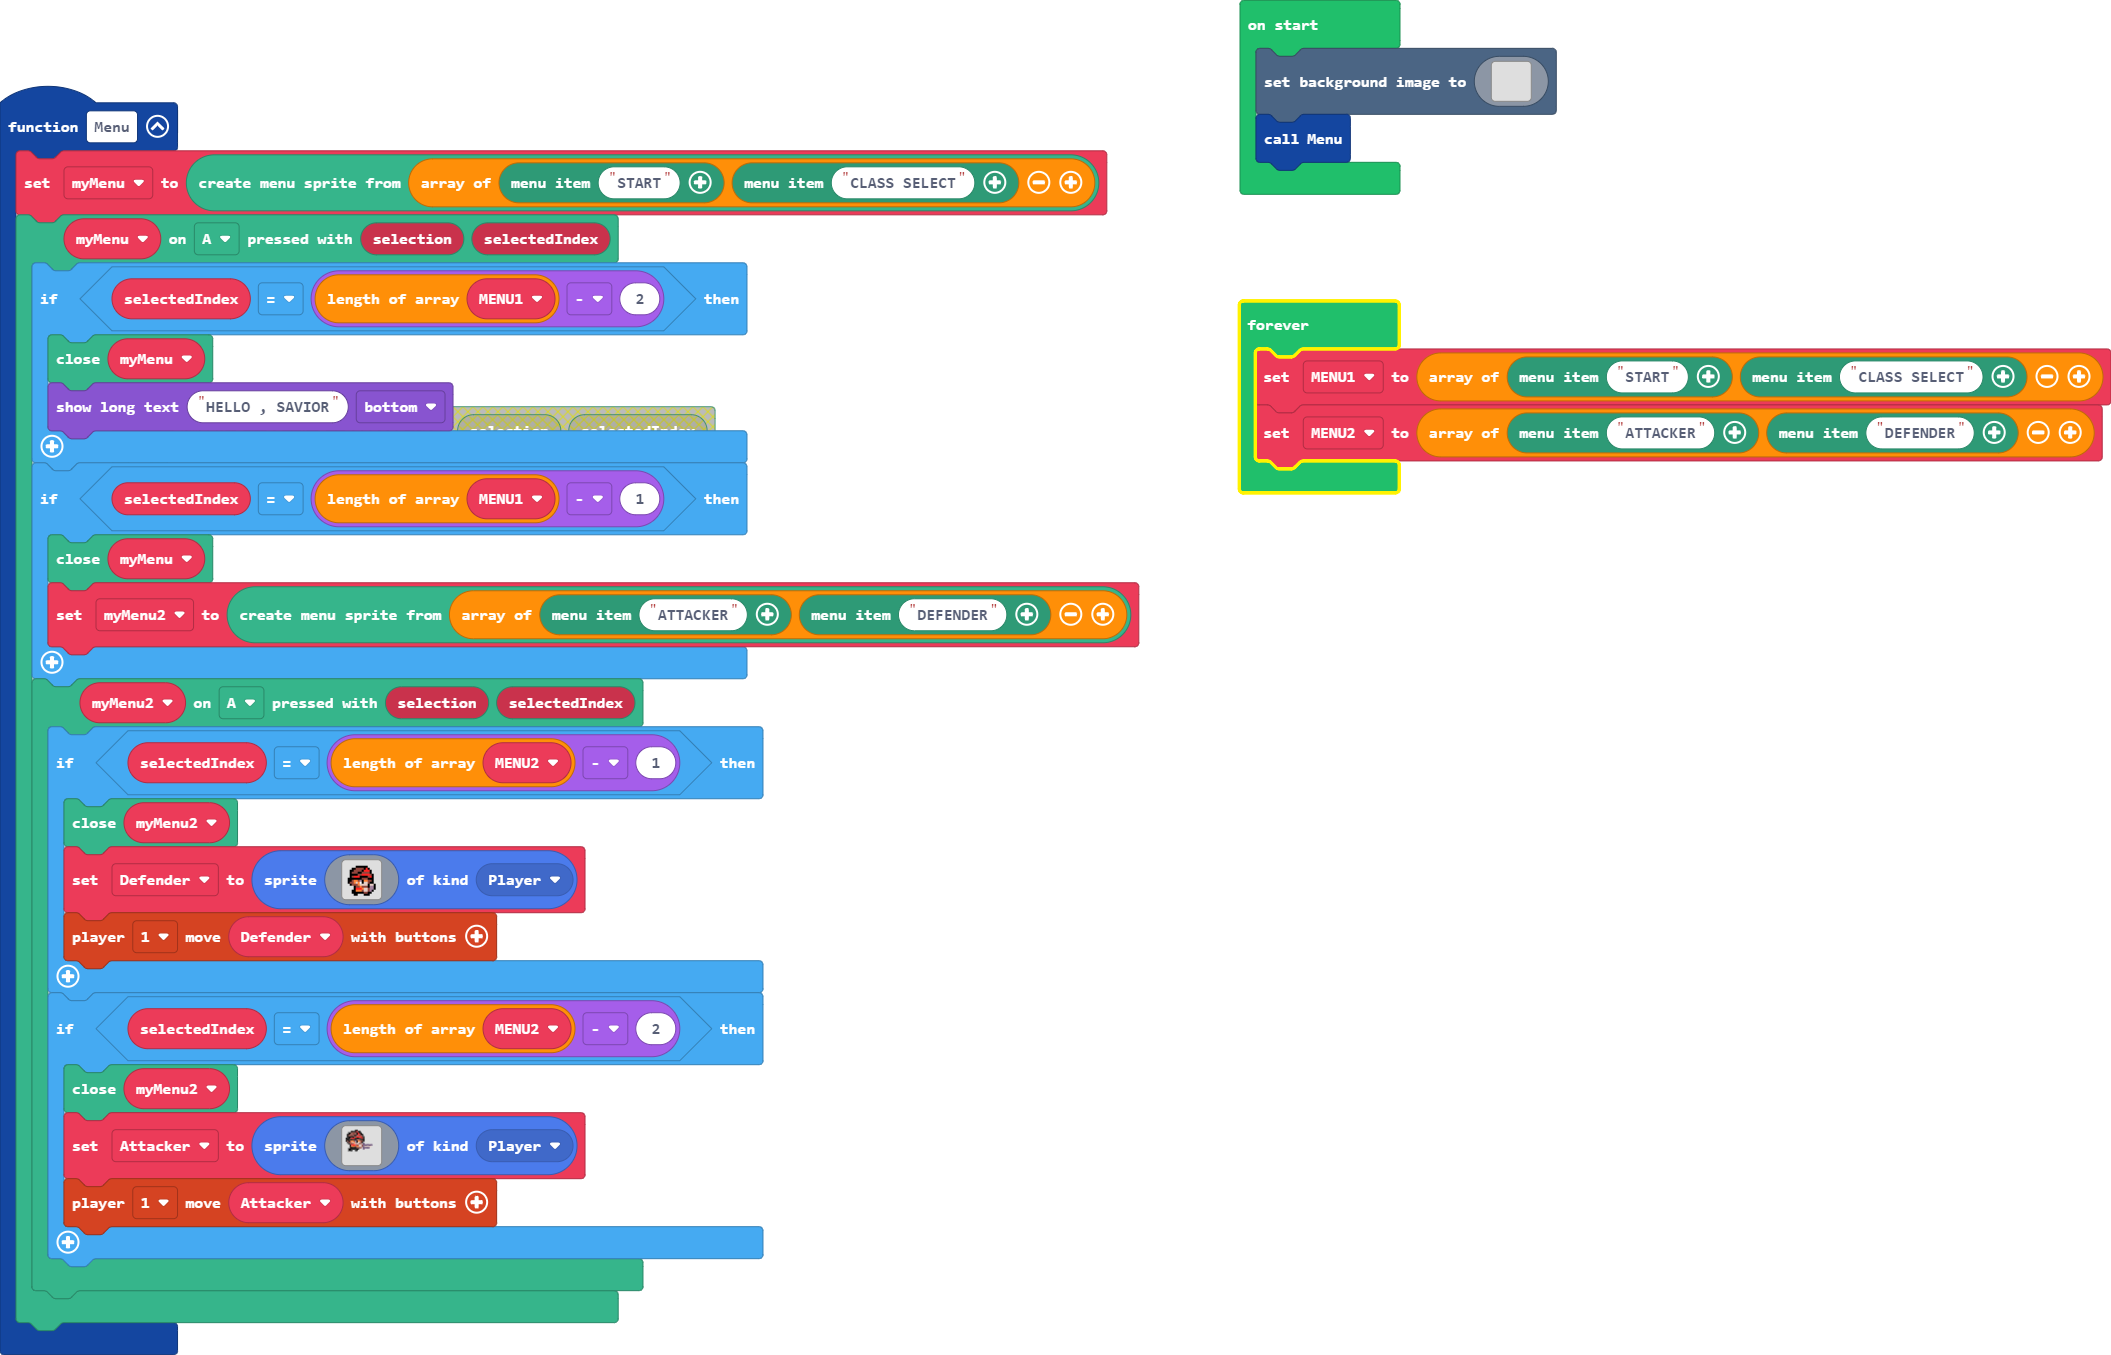 function Menu
set myMenu to create menu sprite from array of menu item "START" menu item "CLASS SELECT"
myMenu on A pressed with selection selectedIndex
if selectedIndex = length of array MENU1 - 2 then
close myMenu
show long text "HELLO , SAVIOR" bottom
selection selectedIndex
if selectedIndex = length of array MENU1 - 1 then
close myMenu
set myMenu2 to create menu sprite from array of menu item "ATTACKER" menu item "DEFENDER"
myMenu2 on A pressed with selection selectedIndex
if selectedIndex = length of array MENU2 - 1 then
close myMenu2
set Defender to sprite of kind Player
player 1 move Defender with buttons
if selectedIndex = length of array MENU2 - 2 then
close myMenu2
set Attacker to sprite of kind Player
player 1 move Attacker with buttons
on start
set background image to
call Menu
forever
set MENU1 to array of menu item "START" menu item "CLASS SELECT"
set MENU2 to array of menu item "ATTACKER" menu item "DEFENDER"